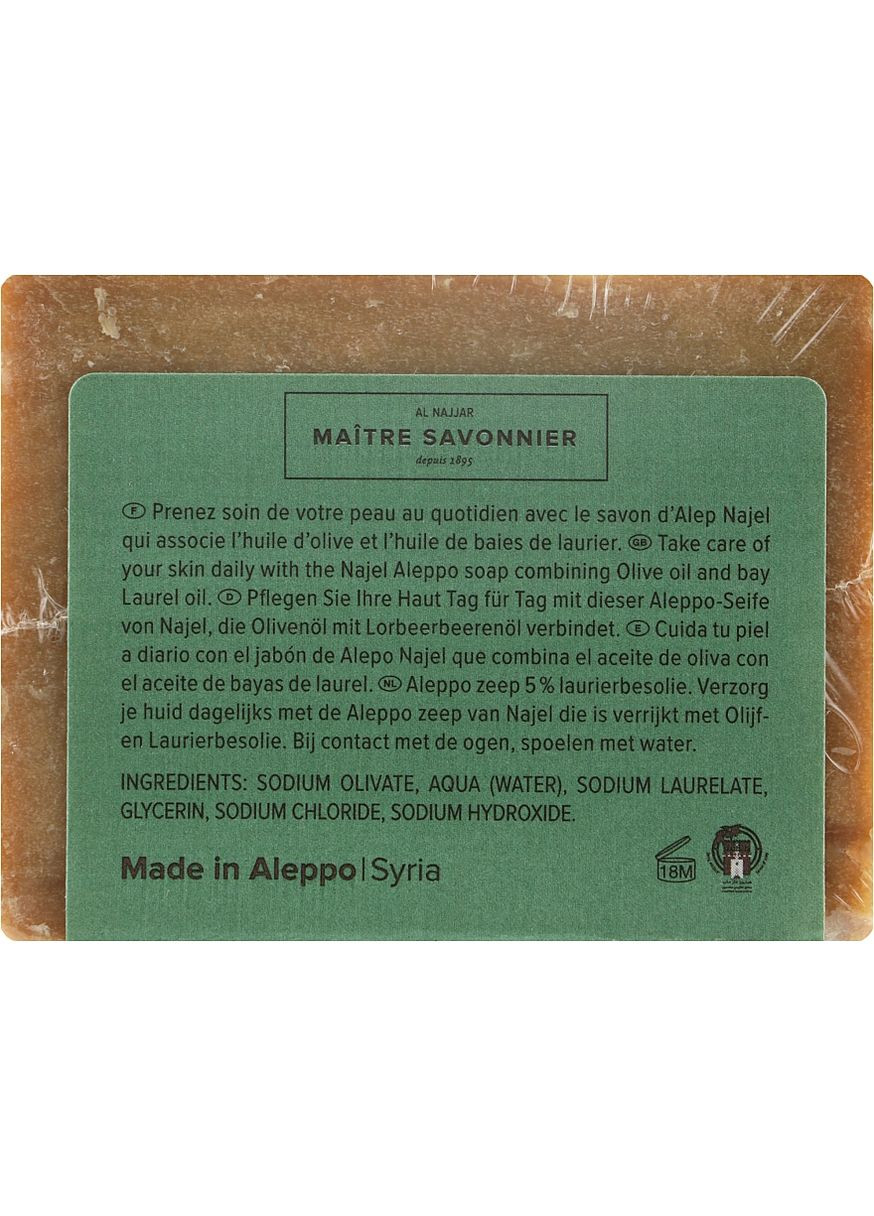 AL NAJJAR
MAÎTRE SAVONNIER
depuis 1895
F Prenez soin de votre peau au quotidien avec le savon d'Alep Najel
qui associe l'huile d'olive et l'huile de baies de laurier. GB Take care of
your skin daily with the Najel Aleppo soap combining Olive oil and bay
Laurel oil. D Pflegen Sie Ihre Haut Tag für Tag mit dieser Aleppo-Seife
von Najel, die Olivenöl mit Lorbeerbeerenöl verbindet. E Cuida tu piel
a diario con el jabón de Alepo Najel que combina el aceite de oliva con
el aceite de bayas de laurel. NL Aleppo zeep 5 % laurierbesolie. Verzorg
je huid dagelijks met de Aleppo zeep van Najel die is verrijkt met Olijf-
en Laurierbesolie. Bij contact met de ogen, spoelen met water.
INGREDIENTS: SODIUM OLIVATE, AQUA (WATER), SODIUM LAURELATE,
GLYCERIN, SODIUM CHLORIDE, SODIUM HYDROXIDE.
Made in Aleppo|Syria
18M